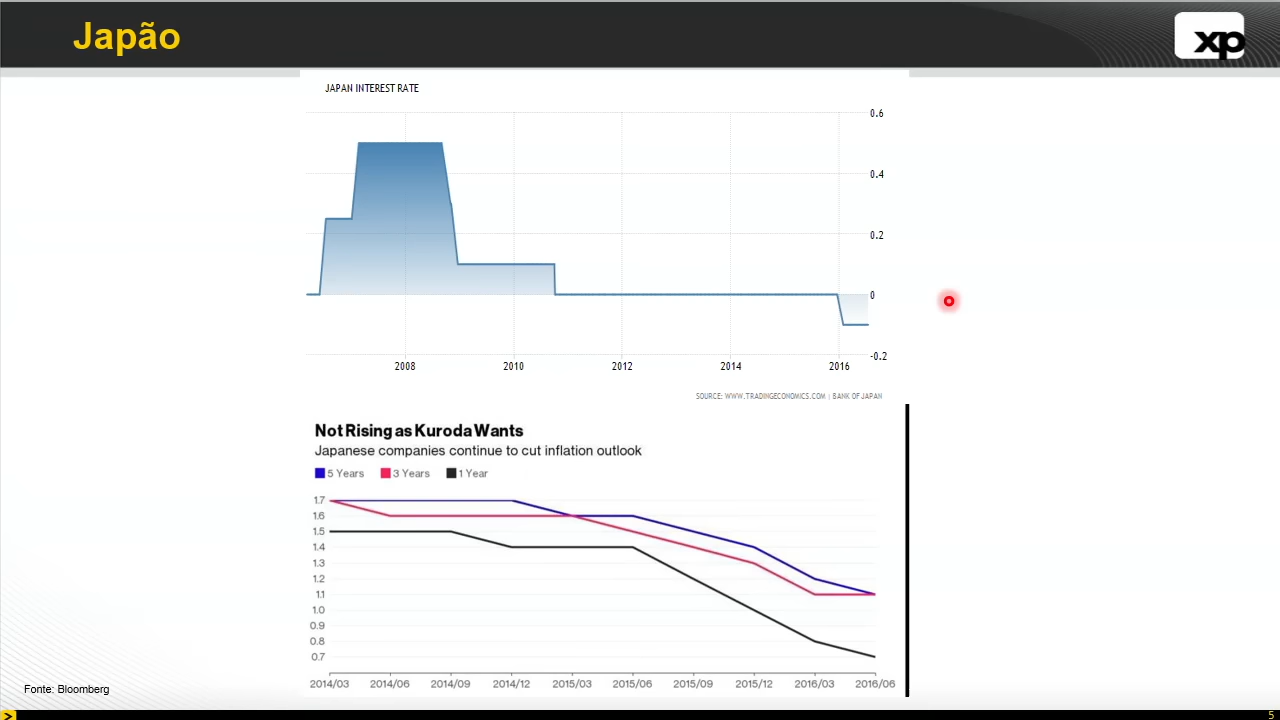 Japão
xp
JAPAN INTEREST RATE
0.6
0.4
0.2
0
-0.2
2008 2010 2012 2014 2016
SOURCE: WWW.TRADINGECONOMICS.COM | BANK OF JAPAN
Not Rising as Kuroda Wants
Japanese companies continue to cut inflation outlook
5 Years 3 Years 1 Year
1.7
1.6
1.5
1.4
1.3
1.2
1.1
1.0
0.9
0.8
0.7
2014/03 2014/06 2014/09 2014/12 2015/03 2015/06 2015/09 2015/12 2016/03 2016/06
Fonte: Bloomberg
5